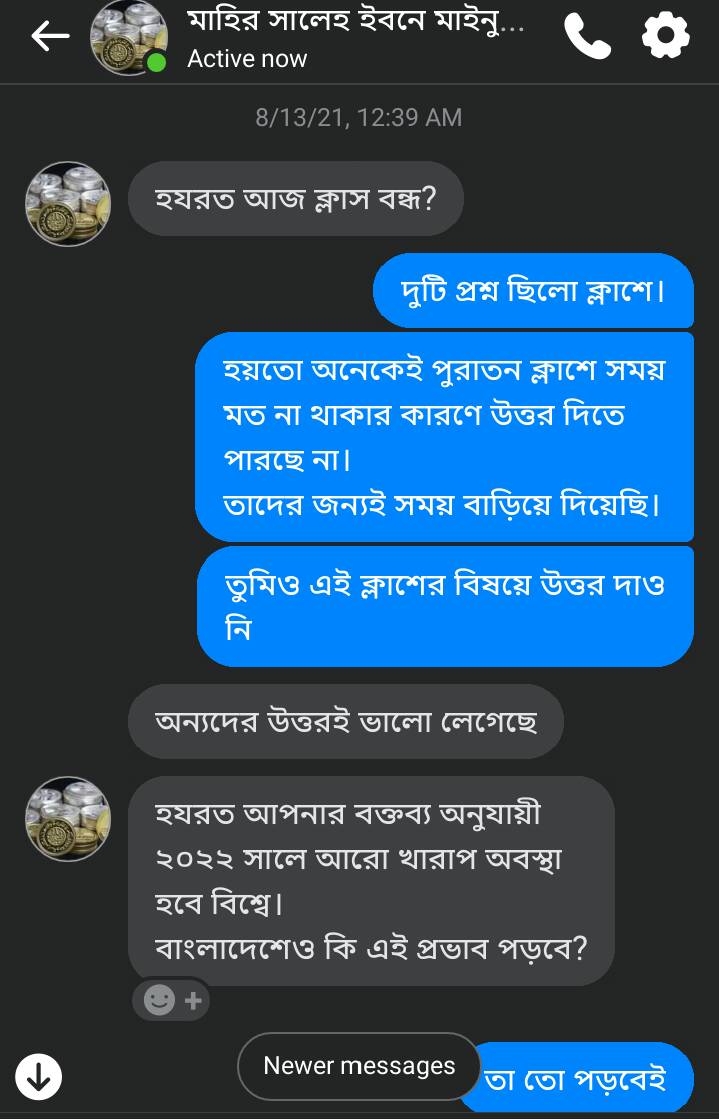 মাহির সালেহ ইবনে মাইনু...
Active now
8/13/21, 12:39 AM
হযরত আজ ক্লাস বন্ধ?
দুটি প্রশ্ন ছিলো ক্লাশে।
হয়তো অনেকেই পুরাতন ক্লাশে সময়
মত না থাকার কারণে উত্তর দিতে
পারছে না।
তাদের জন্যই সময় বাড়িয়ে দিয়েছি।
তুমিও এই ক্লাশের বিষয়ে উত্তর দাও
নি
অন্যদের উত্তরই ভালো লেগেছে
হযরত আপনার বক্তব্য অনুযায়ী
২০২২ সালে আরো খারাপ অবস্থা
হবে বিশ্বে।
বাংলাদেশেও কি এই প্রভাব পড়বে?
Newer messages
তা তো পড়বেই